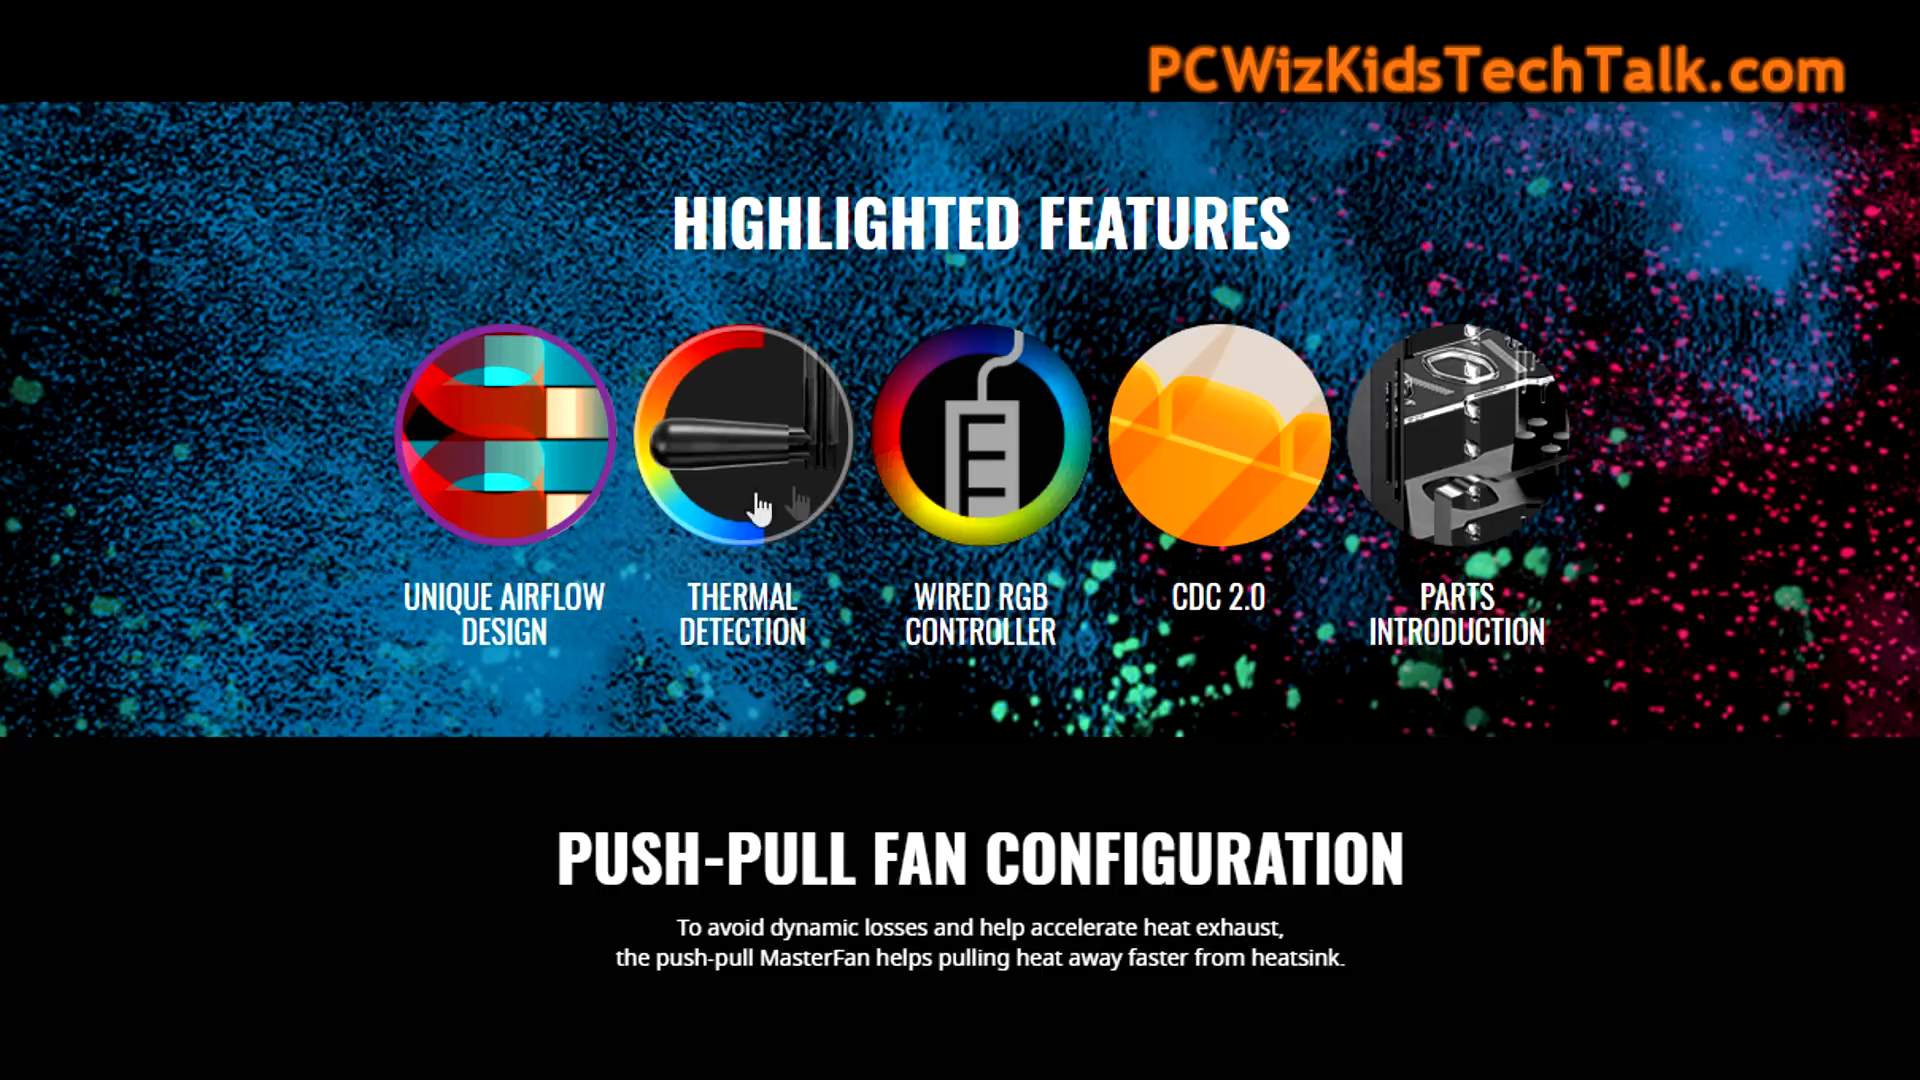 PCWizKidsTechTalk.com
HIGHLIGHTED FEATURES
UNIQUE AIRFLOW
DESIGN
THERMAL
DETECTION
WIRED RGB
CONTROLLER
CDC 2.0
PARTS
INTRODUCTION
PUSH-PULL FAN CONFIGURATION
To avoid dynamic losses and help accelerate heat exhaust,
the push-pull MasterFan helps pulling heat away faster from heatsink.